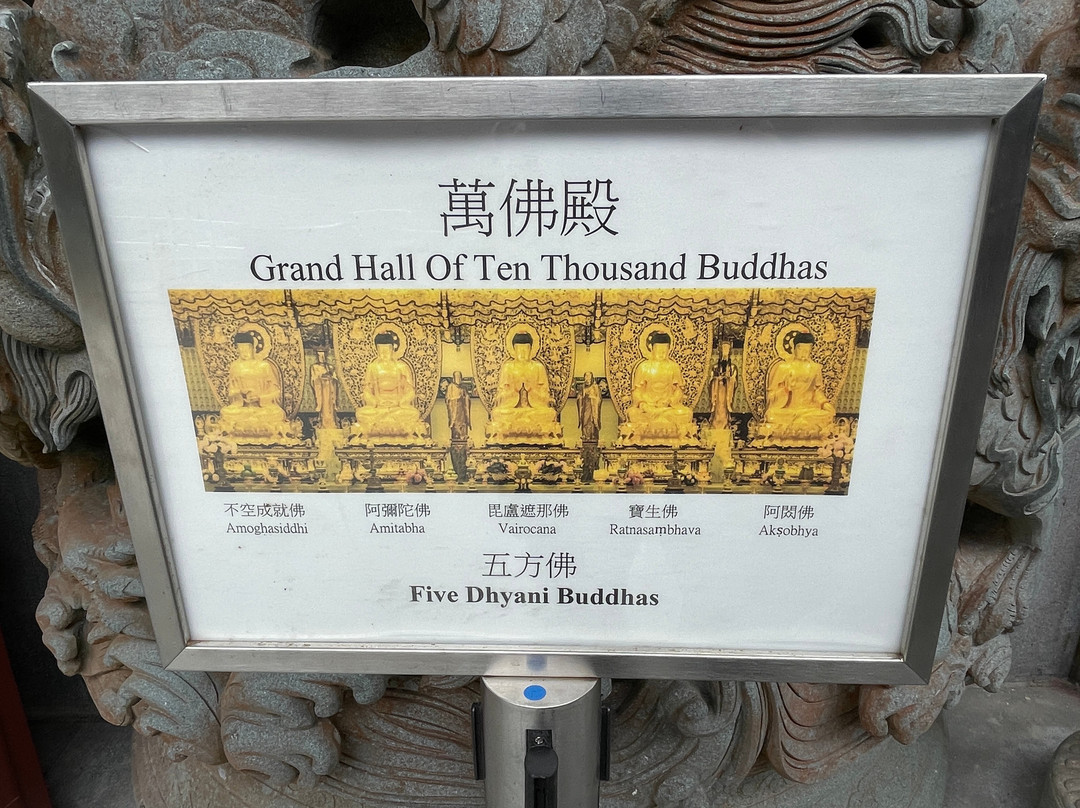 萬佛殿
Grand Hall Of Ten Thousand Buddhas
不空成就佛 阿彌陀佛 毘盧遮那佛 寶生佛 阿閦佛
Amoghasiddhi Amitabha Vairocana Ratnasaṃbhava Akṣobhya
五方佛
Five Dhyani Buddhas